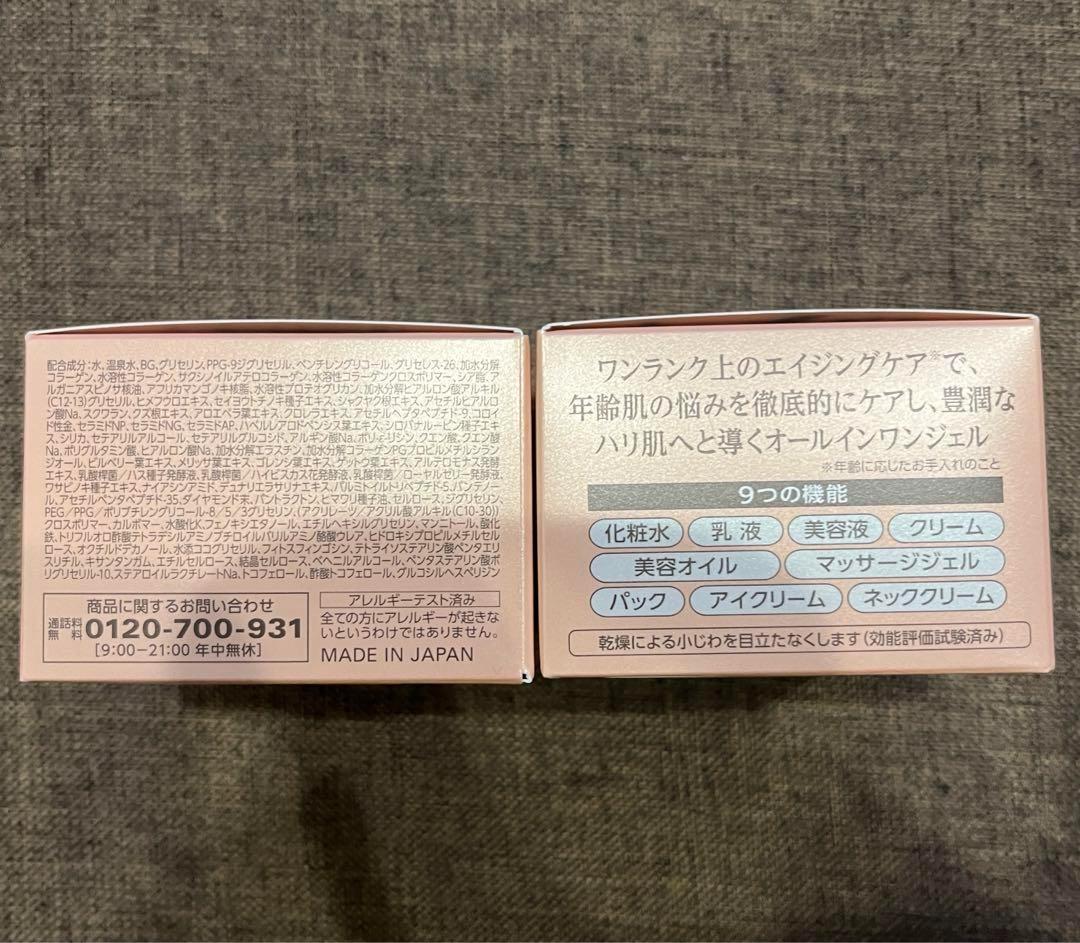 配合成分:水、温泉水、BG、グリセリン、PPG-9ジグリセリル、ペンチレングリコール、グリセレス-26、加水分解
コラーゲン、水溶性コラーゲン、サクシノイルアテロコラーゲン、水溶性コラーゲンクロスポリマー、シア脂、ア
ルガニアスピノサ核油、アフリカマンゴノキ核脂、水溶性プロテオグリカン、加水分解ヒアルロン酸アルキル
(C12-13)グリセリル、ヒメフウロエキス、セイヨウトチノキ種子エキス、シャクヤク根エキス、アセチルヒアル
ロン酸Na、スクワラン、クズ根エキス、アロエベラ葉エキス、クロレラエキス、アセチルヘプタペプチド-9、コロイ
ド性金、セラミドNP、セラミドNG、セラミドAP、ハベルレアロドペンシス葉エキス、シロバナルーピン種子エキ
ス、シリカ、セテアリルアルコール、セテアリルグルコシド、アルギン酸Na、ポリ-ε-リシン、クエン酸、クエン酸
Na、ポリグルタミン酸、ヒアルロン酸Na、加水分解エラスチン、加水分解コラーゲンPGプロピルメチルシラン
ジオール、ビルベリー葉エキス、メリッサ葉エキス、ゴレンシ葉エキス、ゲットウ葉エキス、アルテロモナス発酵
エキス、乳酸桿菌/ハス種子発酵液、乳酸桿菌/ハイビスカス花発酵液、乳酸桿菌/ローヤルゼリー発酵液、
ワサビノキ種子エキス、ナイアシンアミド、デュナリエラサリナエキス、パルミトイルトリペプチド-5、パンテノー
ル、アセチルペンタペプチド-35、ダイヤモンド末、パントラクトン、ヒマワリ種子油、セルロース、ジグリセリン、
PEG/PPG/ポリブチレングリコール-8/5/3グリセリン、(アクリレーツ/アクリル酸アルキル(C10-30))
クロスポリマー、カルボマー、水酸化K、フェノキシエタノール、エチルヘキシルグリセリン、マンニトール、酸化
鉄、トリフルオロ酢酸テトラデシルアミノブチロイルバリルアミノ酪酸ウレア、ヒドロキシプロピルメチルセル
ロース、オクチルドデカノール、水添ココグリセリル、フィトスフィンゴシン、テトライソステアリン酸ペンタエリ
スリチル、キサンタンガム、エチルセルロース、結晶セルロース、ベヘニルアルコール、ペンタステアリン酸ポ
リグリセリル-10、ステアロイルラクチレートNa、トコフェロール、酢酸トコフェロール、グルコシルヘスペリジン
商品に関するお問い合わせ
通話料無料 0120-700-931
[9:00−21:00 年中無休]
アレルギーテスト済み
全ての方にアレルギーが起きな
いというわけではありません。
MADE IN JAPAN
ワンランク上のエイジングケア※で、
年齢肌の悩みを徹底的にケアし、豊潤な
ハリ肌へと導くオールインワンジェル
※年齢に応じたお手入れのこと
9つの機能
化粧水 乳液 美容液 クリーム
美容オイル マッサージジェル
パック アイクリーム ネッククリーム
乾燥による小じわを目立たなくします(効能評価試験済み)